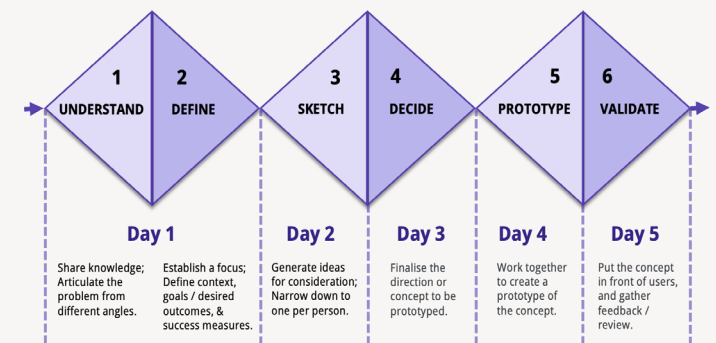 1
UNDERSTAND
2
DEFINE
3
SKETCH
4
DECIDE
5
PROTOTYPE
6
VALIDATE
Day 1
Share knowledge;
Articulate the
problem from
different angles.
Establish a focus;
Define context,
goals / desired
outcomes, &
success measures.
Day 2
Generate ideas
for consideration;
Narrow down to
one per person.
Day 3
Finalise the
direction or
concept to be
prototyped.
Day 4
Work together
to create a
prototype of
the concept.
Day 5
Put the concept
in front of users,
and gather
feedback /
review.